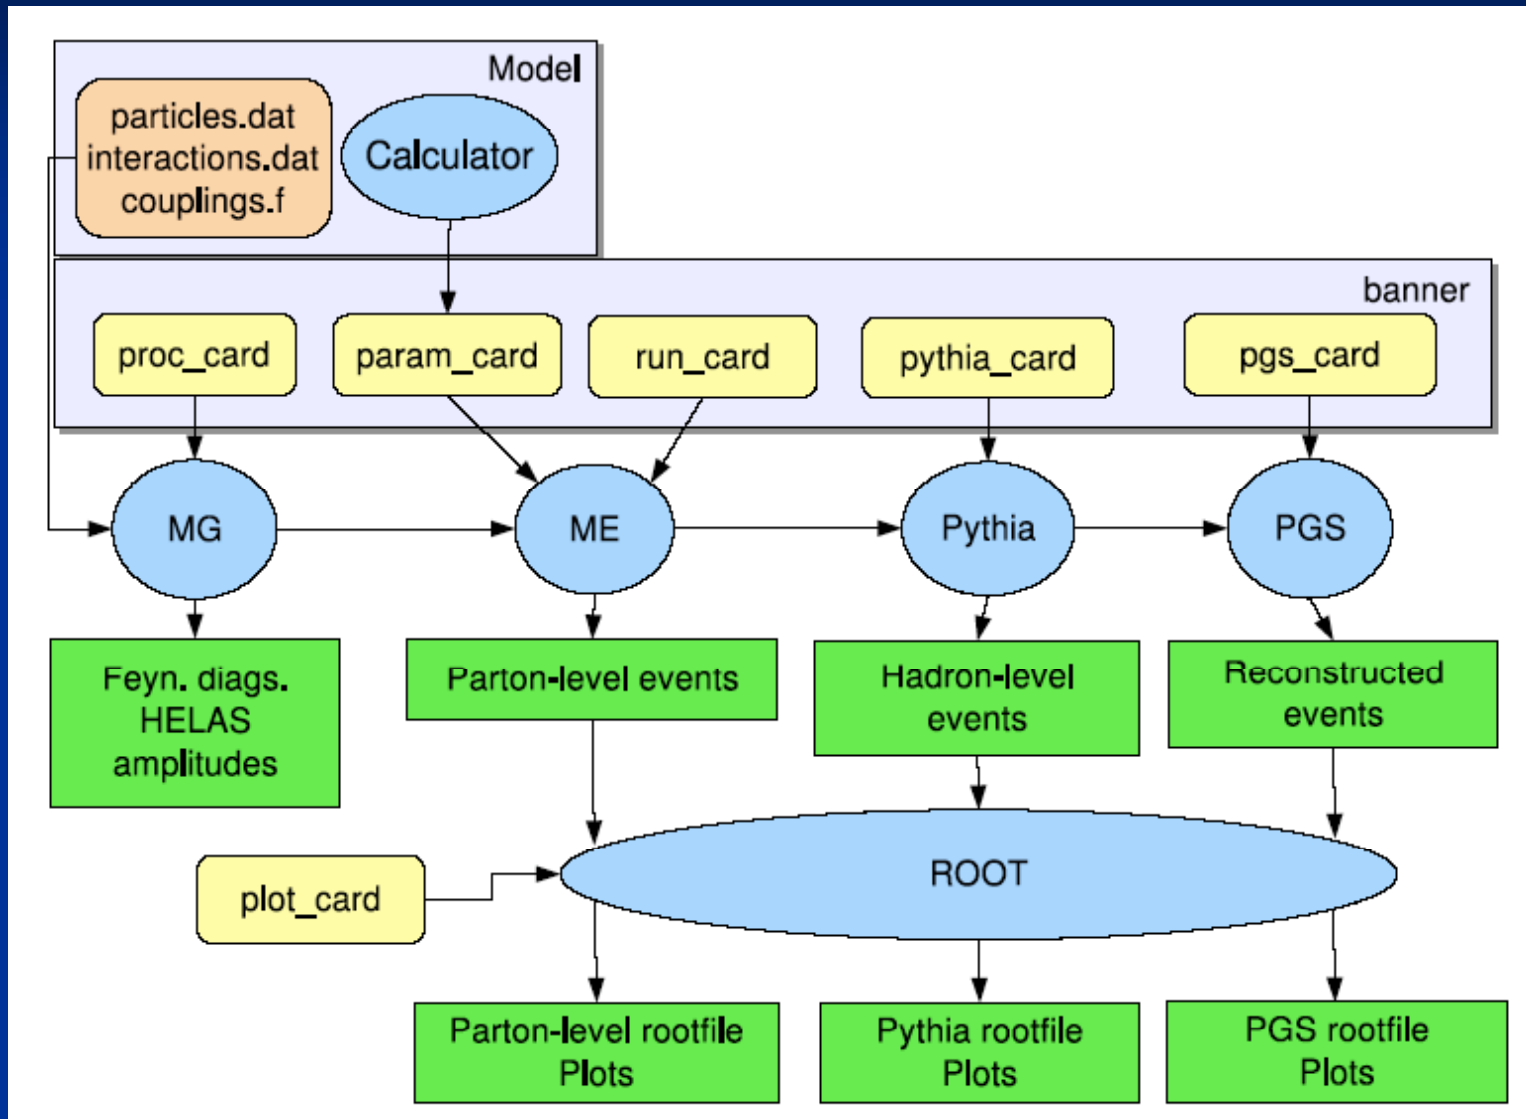 Model
particles.dat
interactions.dat
couplings.f
Calculator
banner
proc_card
param_card
run_card
pythia_card
pgs_card
MG
ME
Pythia
PGS
Feyn. diags.
HELAS
amplitudes
Parton-level events
Hadron-level
events
Reconstructed
events
plot_card
ROOT
Parton-level rootfile
Plots
Pythia rootfile
Plots
PGS rootfile
Plots